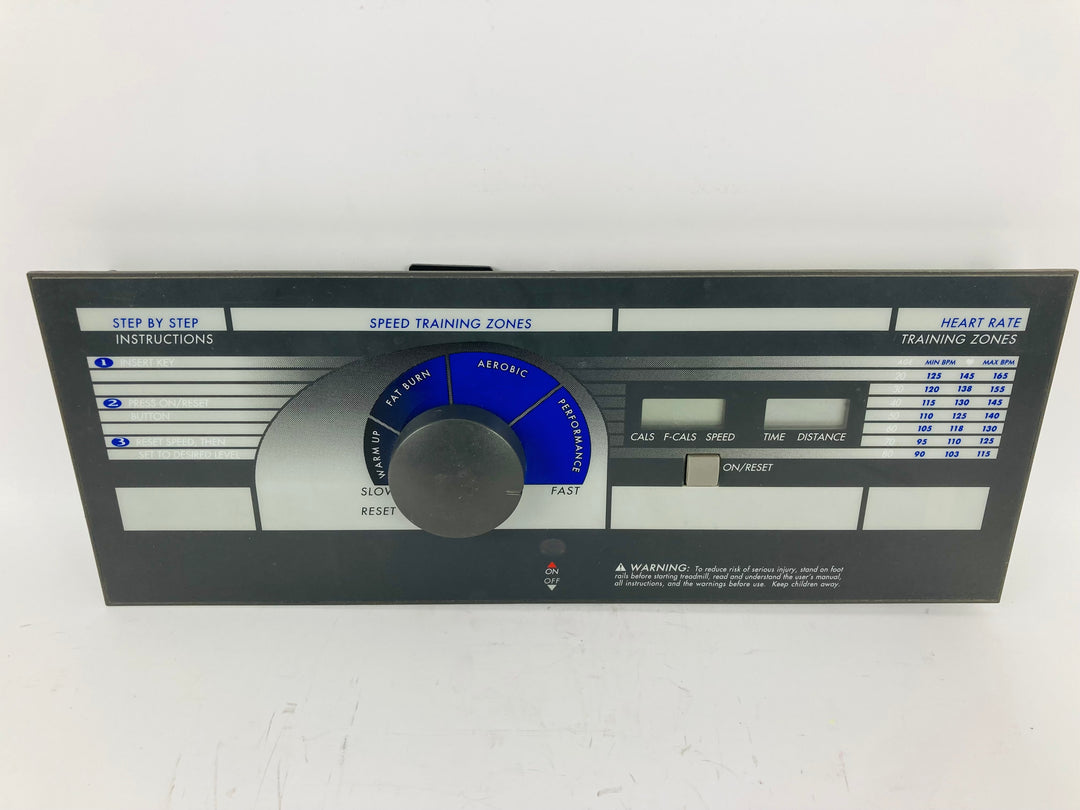 STEP BY STEP
INSTRUCTIONS
1 INSERT KEY
2 PRESS ON/RESET
BUTTON
3 RESET SPEED, THEN
SET TO DESIRED LEVEL
SPEED TRAINING ZONES
WARM UP
FAT BURN
AEROBIC
PERFORMANCE
SLOW
FAST
RESET
ON
OFF
CALS F-CALS SPEED
TIME DISTANCE
ON/RESET
WARNING: To reduce risk of serious injury, stand on foot
rails before starting treadmill, read and understand the user's manual,
all instructions, and the warnings before use. Keep children away.
HEART RATE
TRAINING ZONES
AGE MIN BPM MAX BPM
20 125 145 165
30 120 138 155
40 115 130 145
50 110 125 140
60 105 118 130
70 95 110 125
80 90 103 115